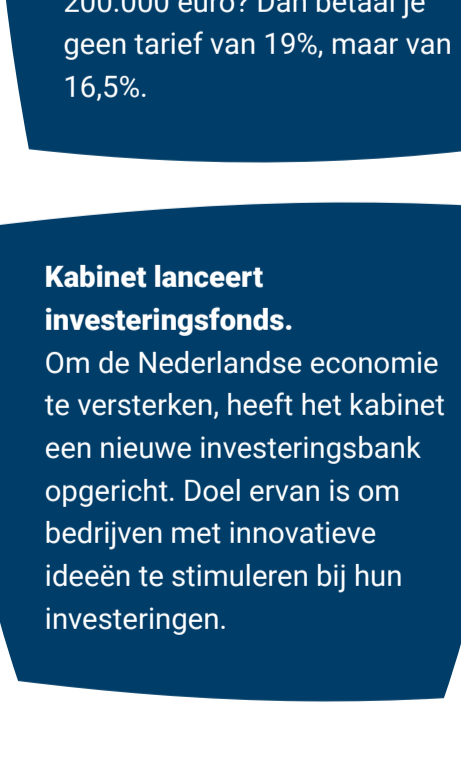 200.000 euro? Dan betaal je
geen tarief van 19%, maar van
16,5%.
Kabinet lanceert
investeringsfonds.
Om de Nederlandse economie
te versterken, heeft het kabinet
een nieuwe investeringsbank
opgericht. Doel ervan is om
bedrijven met innovatieve
ideeën te stimuleren bij hun
investeringen.